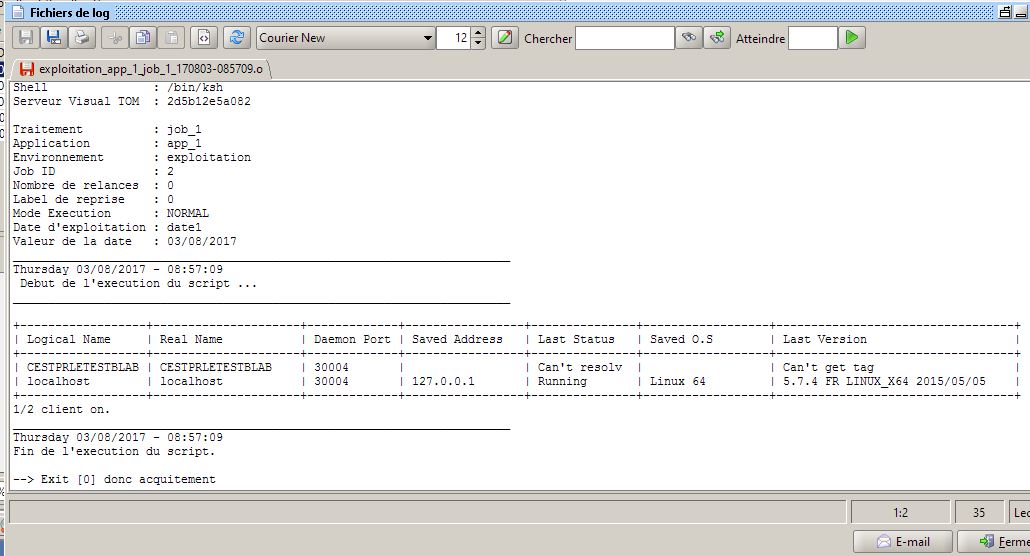 Fichiers de log
Courier New 12 Chercher Atteindre
exploitation_app_1_job_1_170803-085709.o
Shell : /bin/ksh
Serveur Visual TOM : 2d5b12e5a082
Traitement : job_1
Application : app_1
Environnement : exploitation
Job ID : 2
Nombre de relances : 0
Label de reprise : 0
Mode Execution : NORMAL
Date d'exploitation : date1
Valeur de la date : 03/08/2017
Thursday 03/08/2017 - 08:57:09
Debut de l'execution du script ...
| Logical Name | Real Name | Daemon Port | Saved Address | Last Status | Saved O.S | Last Version |
| CESTPRLETESTBLAB | CESTPRLETESTBLAB | 30004 | | Can't resolv | | Can't get tag |
| localhost | localhost | 30004 | 127.0.0.1 | Running | Linux 64 | 5.7.4 FR LINUX_X64 2015/05/05 |
1/2 client on.
Thursday 03/08/2017 - 08:57:09
Fin de l'execution du script.
--> Exit [0] donc acquitement
1:2 35 Lec
E-mail Ferme